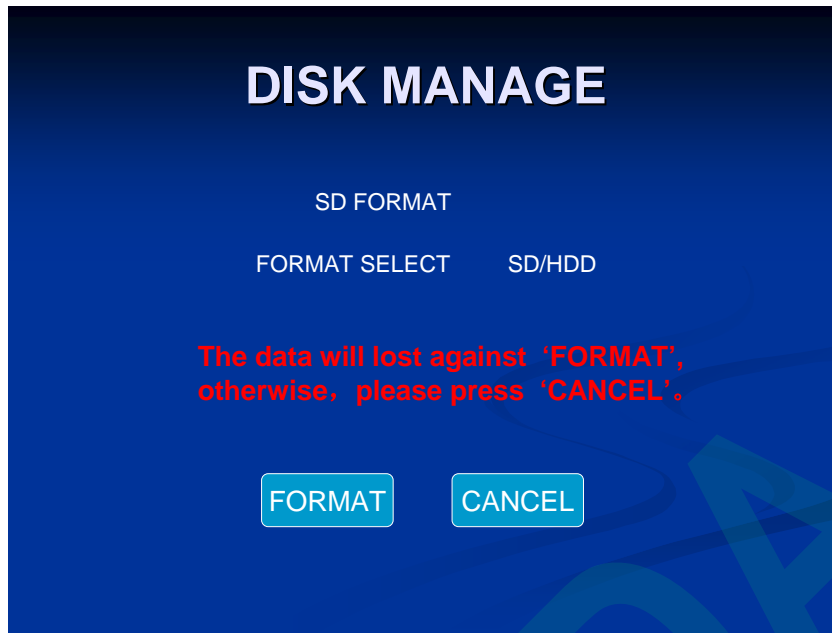 DISK MANAGE
SD FORMAT
FORMAT SELECT SD/HDD
The data will lost against ‘FORMAT’,
otherwise，please press ‘CANCEL’。
FORMAT CANCEL